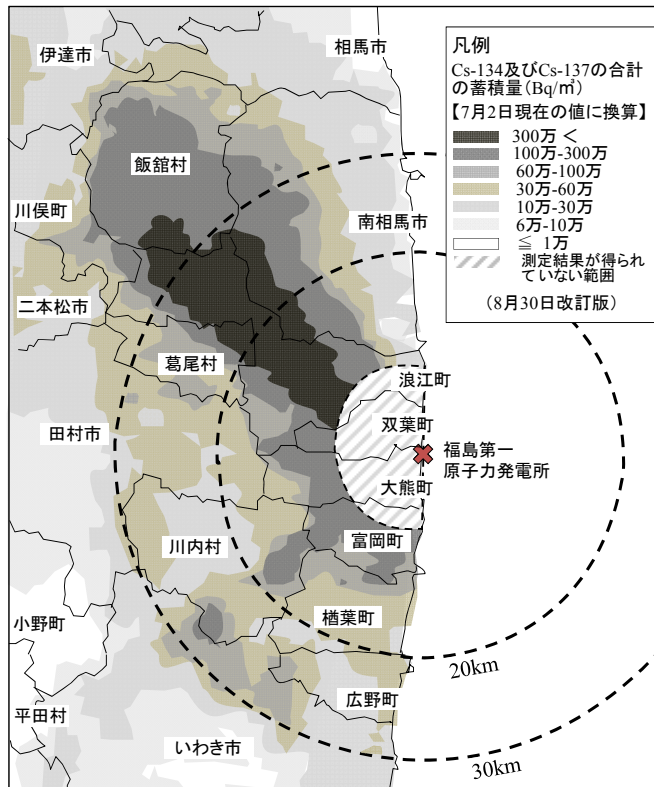 伊達市
相馬市
飯舘村
川俣町
南相馬市
二本松市
葛尾村
浪江町
双葉町
田村市
福島第一
原子力発電所
大熊町
川内村
富岡町
小野町
楢葉町
20km
広野町
平田村
いわき市
30km
凡例
Cs-134及びCs-137の合計
の蓄積量(Bq/㎡)
【7月2日現在の値に換算】
300万 <
100万-300万
60万-100万
30万-60万
10万-30万
6万-10万
≦ 1万
測定結果が得られ
ていない範囲
(8月30日改訂版)